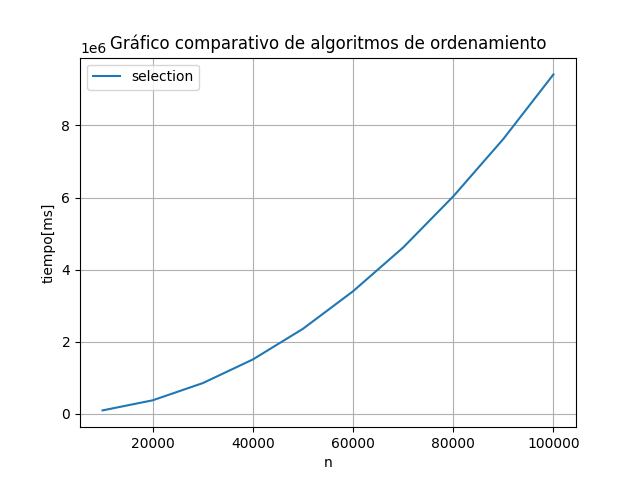 Gráfico comparativo de algoritmos de ordenamiento
1e6
selection
8
6
4
2
0
tiempo[ms]
20000 40000 60000 80000 100000
n